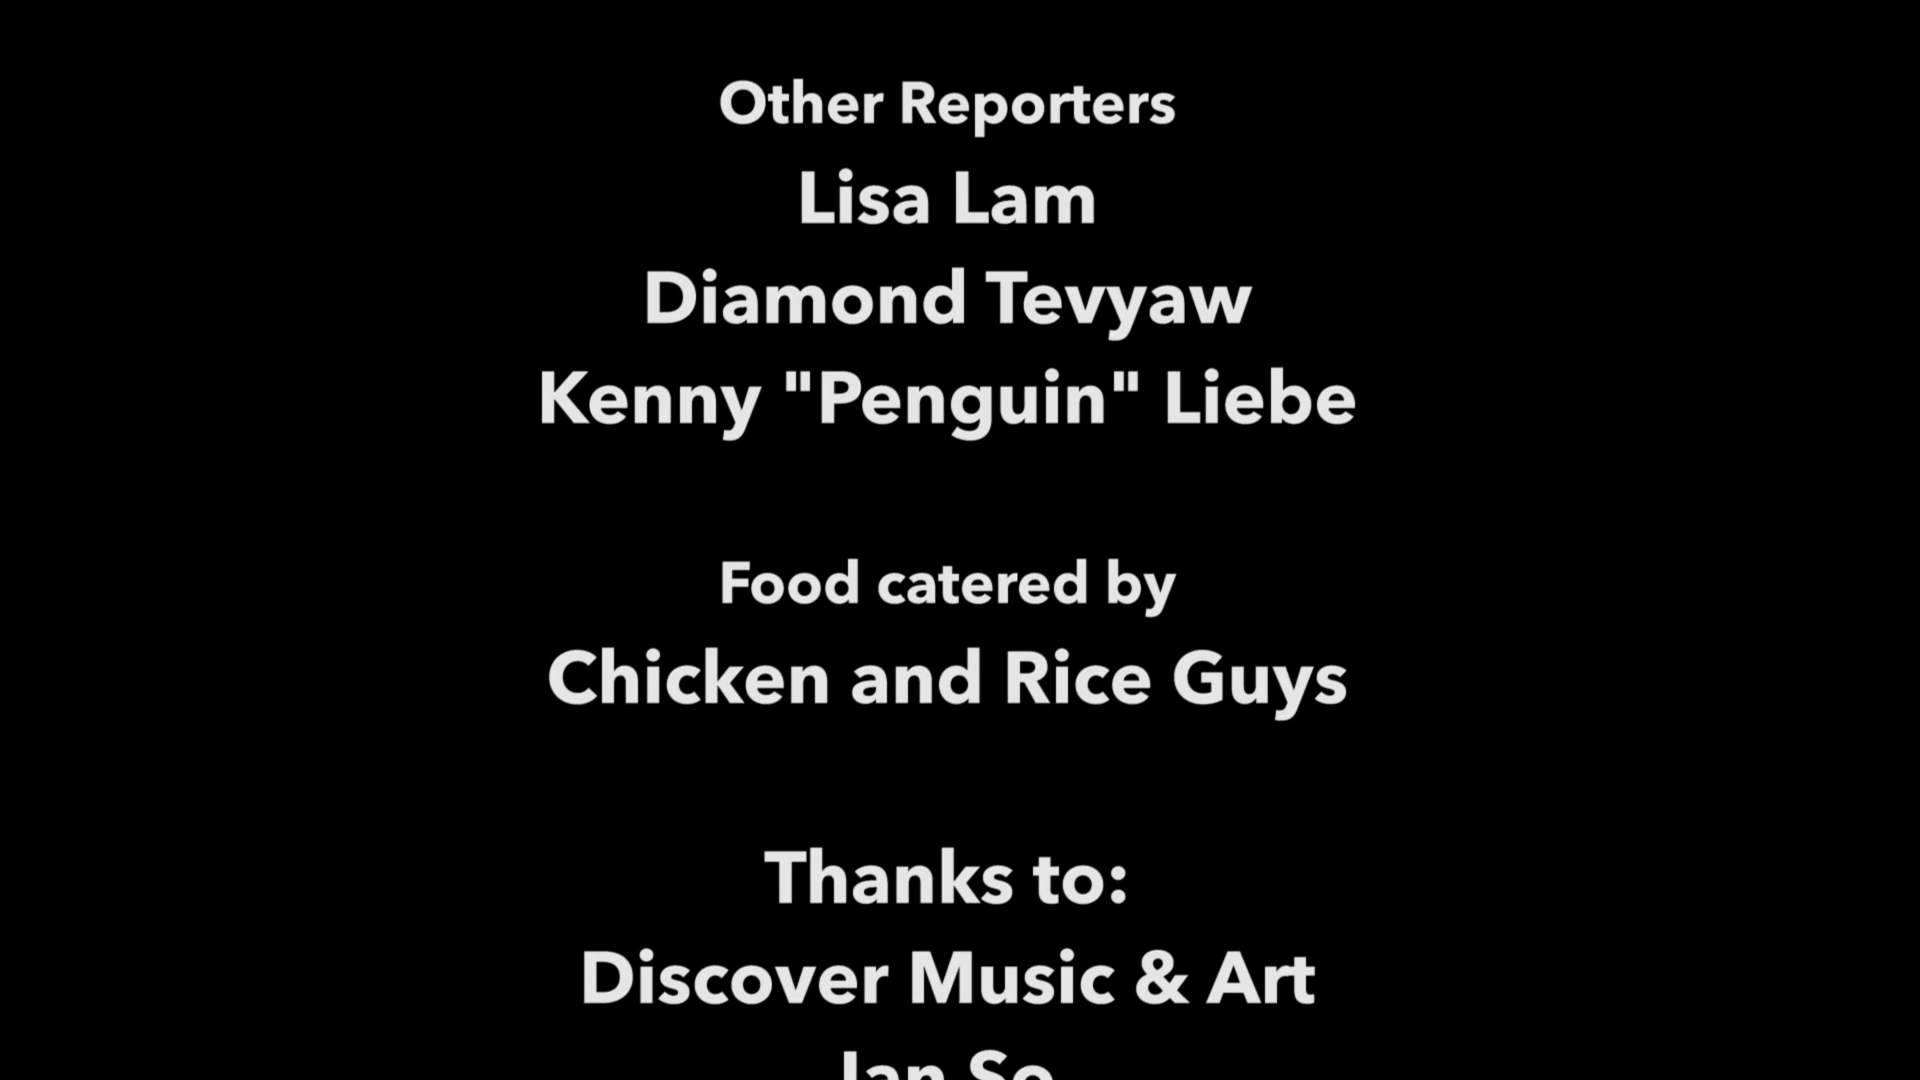 Other Reporters
Lisa Lam
Diamond Tevyaw
Kenny "Penguin" Liebe
Food catered by
Chicken and Rice Guys
Thanks to:
Discover Music & Art